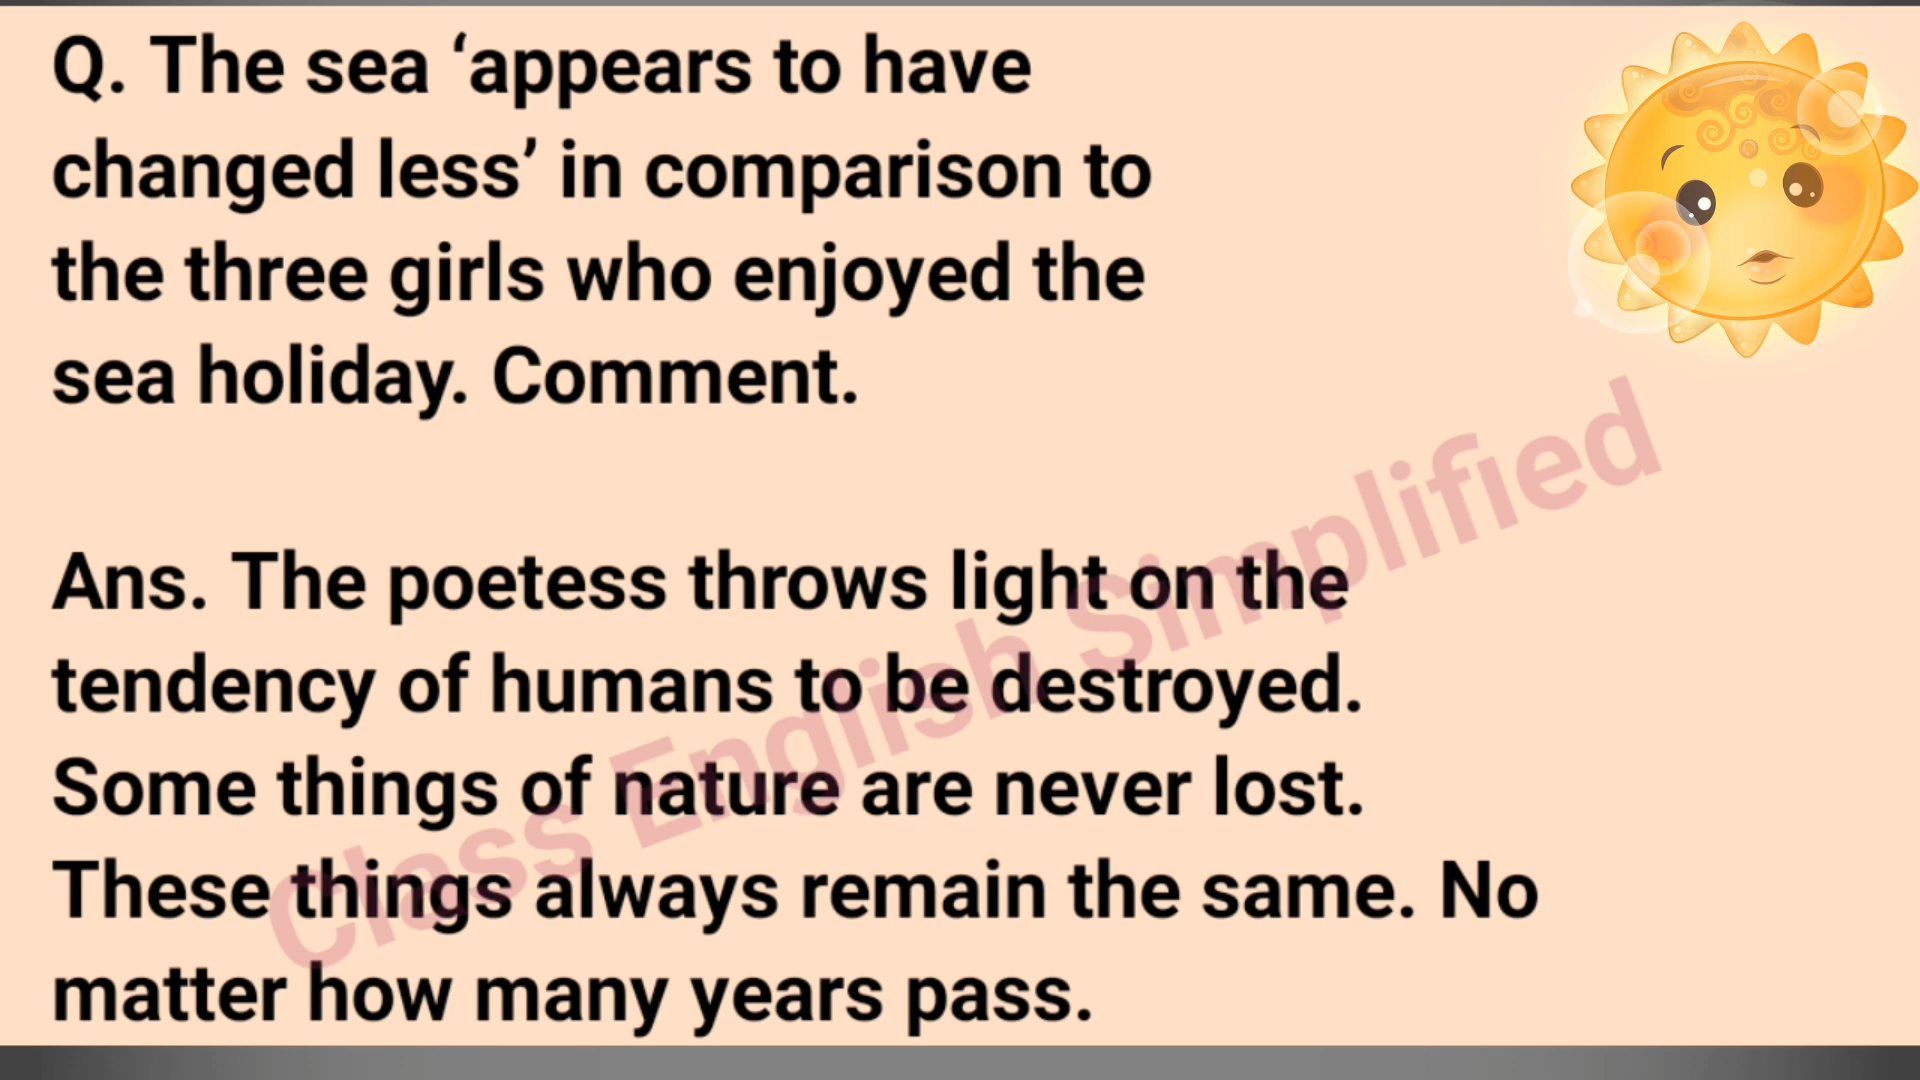 Q. The sea ‘appears to have
changed less’ in comparison to
the three girls who enjoyed the
sea holiday. Comment.
Ans. The poetess throws light on the
tendency of humans to be destroyed.
Some things of nature are never lost.
These things always remain the same. No
matter how many years pass.
Class English Simplified